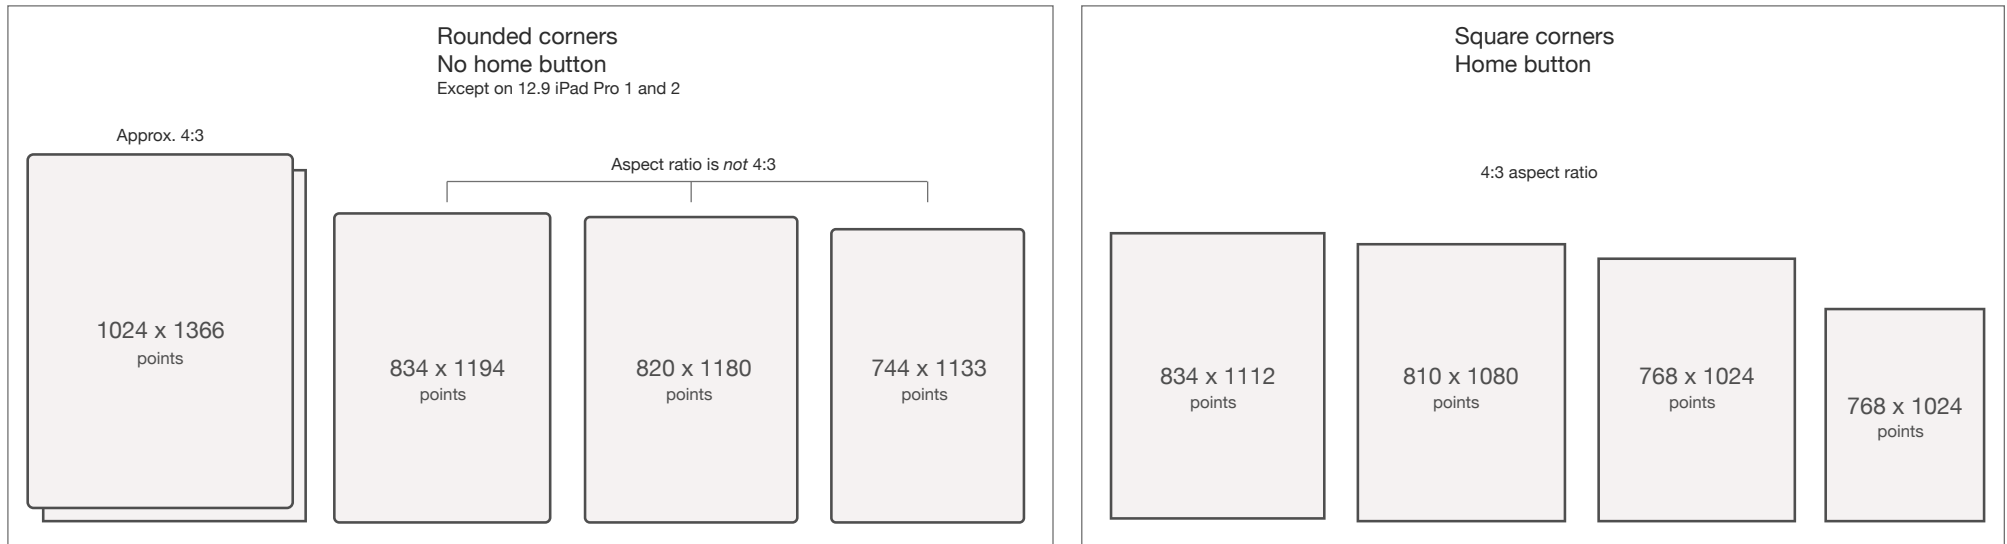 Rounded corners
No home button
Except on 12.9 iPad Pro 1 and 2
Approx. 4:3
Aspect ratio is not 4:3
1024 x 1366
points
834 x 1194
points
820 x 1180
points
744 x 1133
points
Square corners
Home button
4:3 aspect ratio
834 x 1112
points
810 x 1080
points
768 x 1024
points
768 x 1024
points